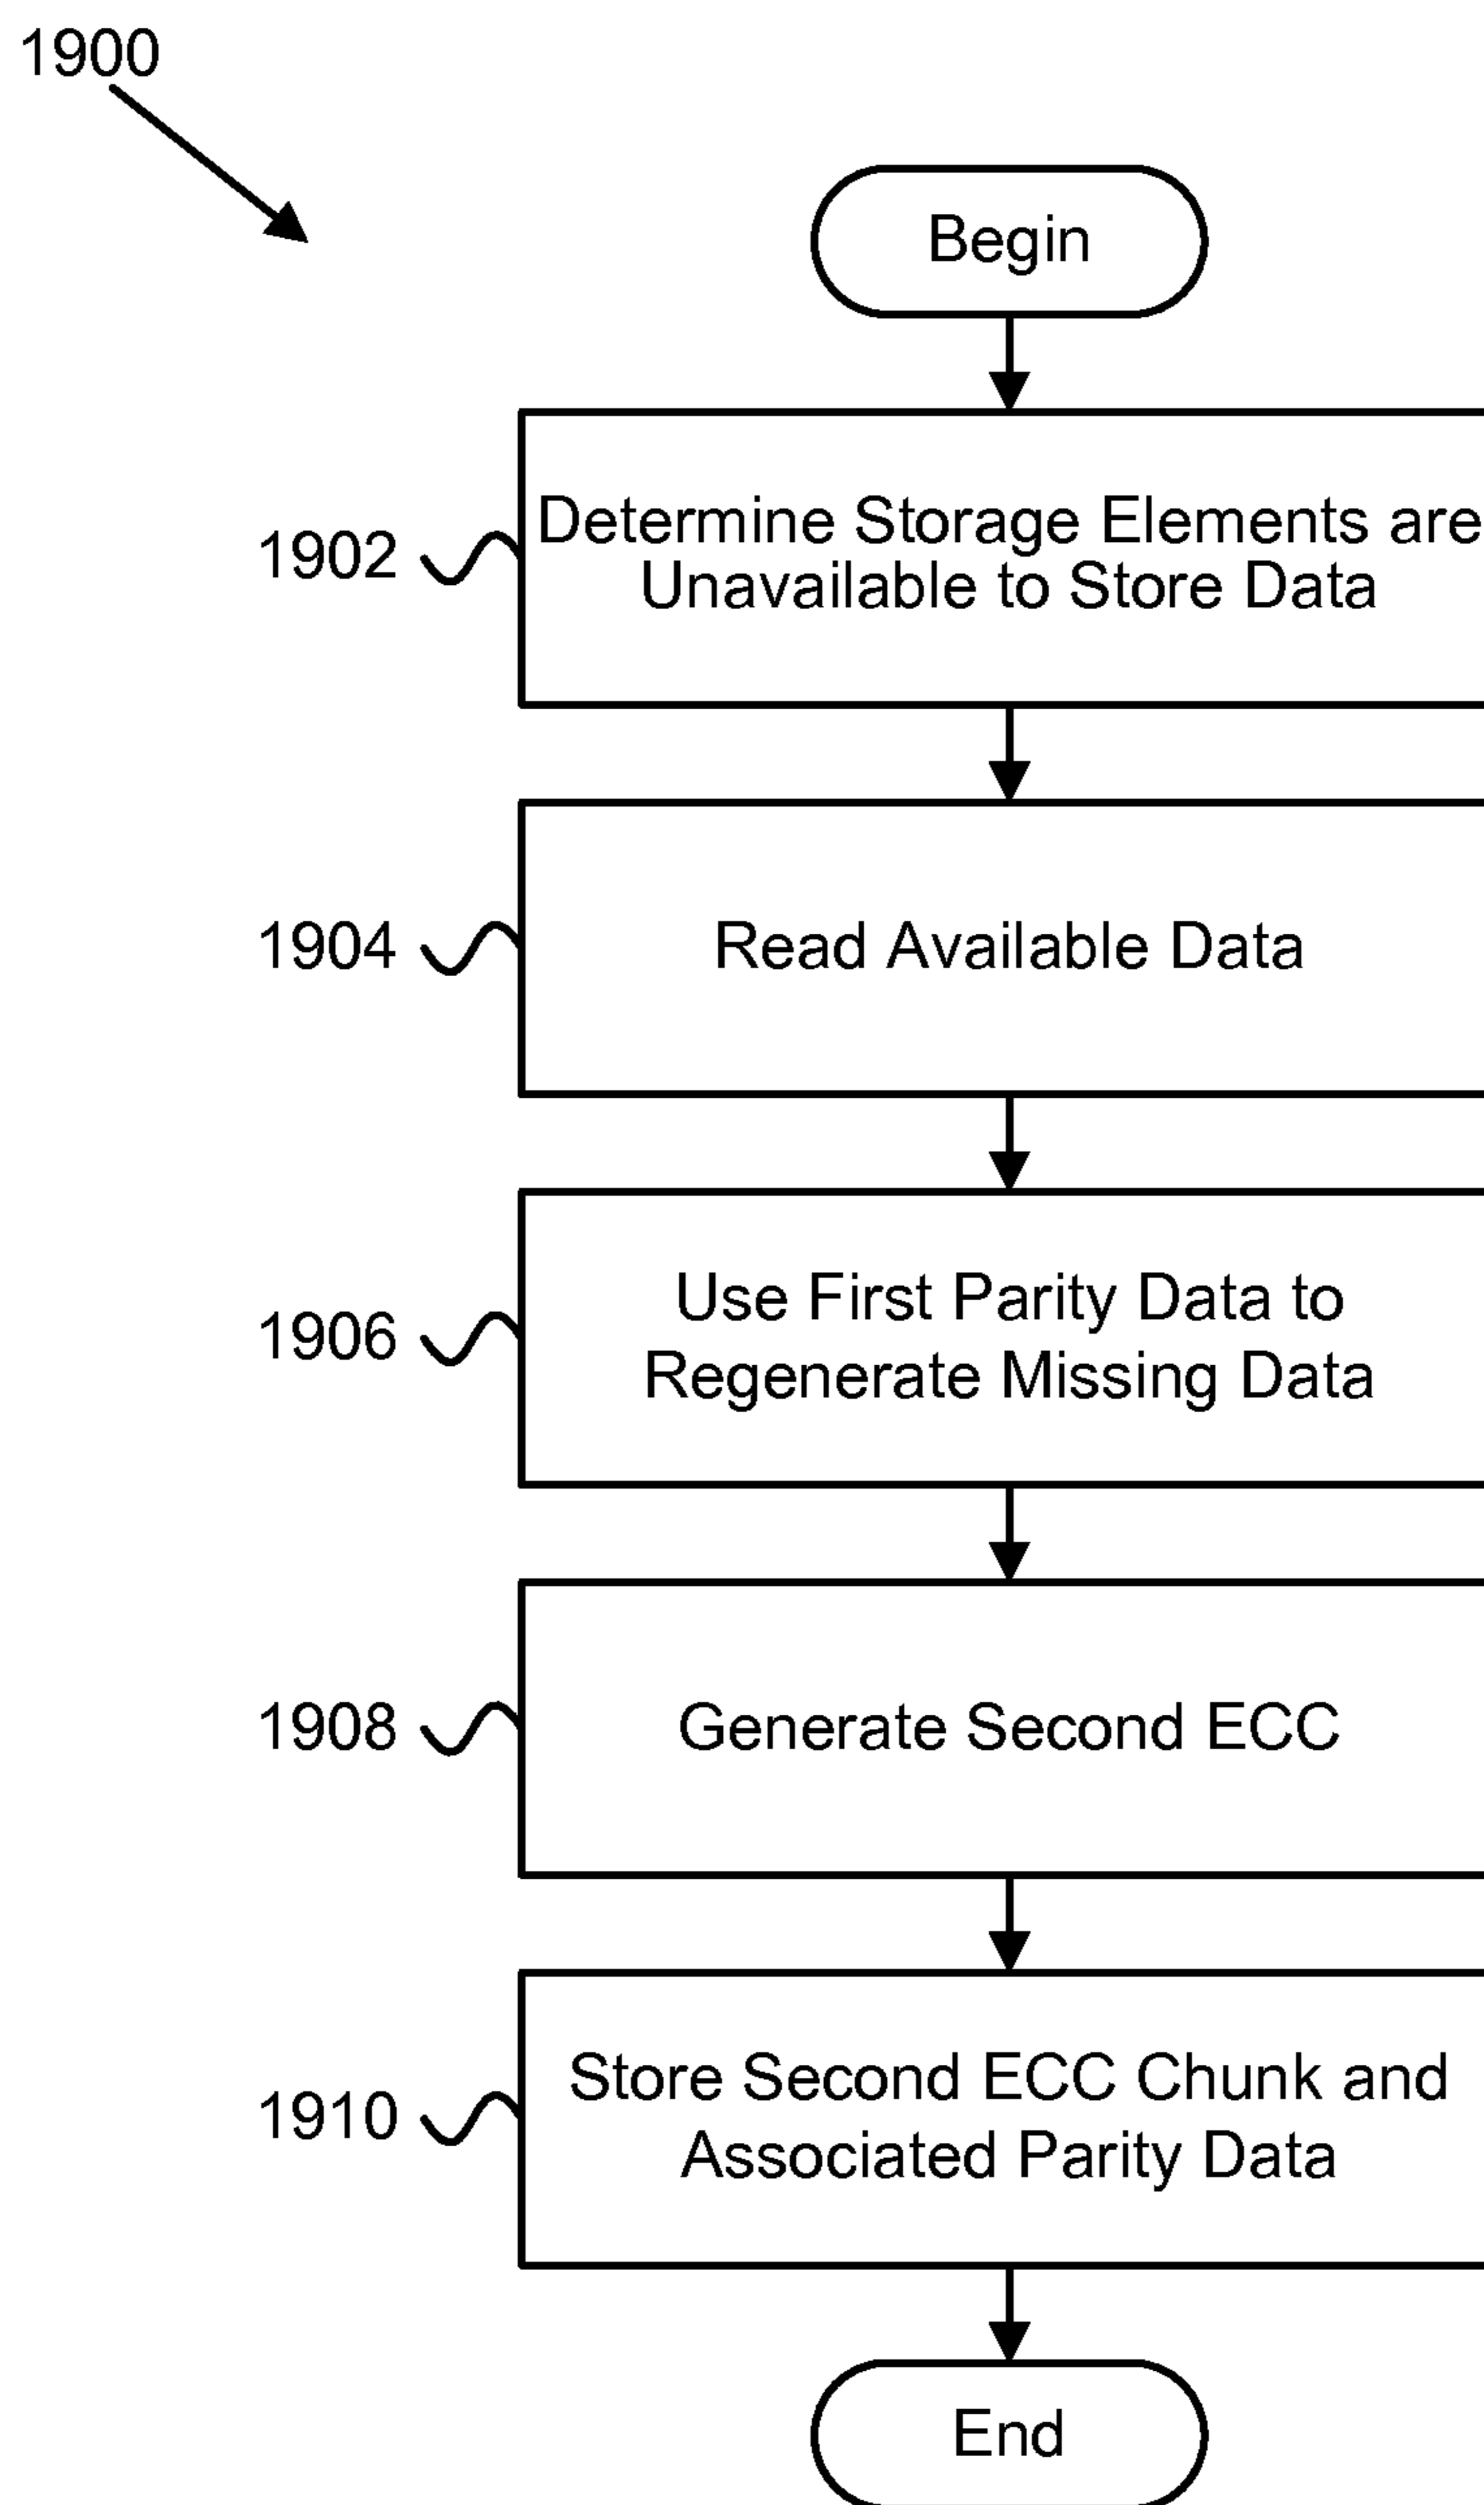 1900
Begin
1902
Determine Storage Elements are
Unavailable to Store Data
1904
Read Available Data
1906
Use First Parity Data to
Regenerate Missing Data
1908
Generate Second ECC
1910
Store Second ECC Chunk and
Associated Parity Data
End